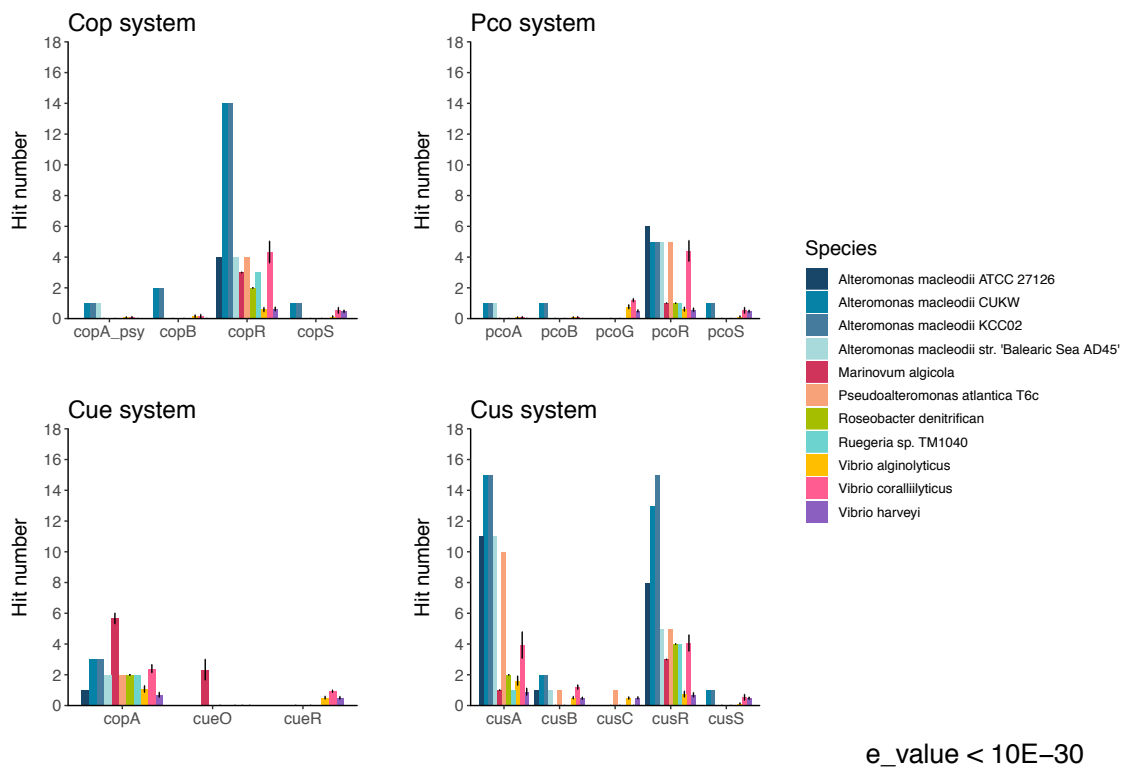 Cop system
18
16
14
12
10
8
6
4
2
0
Hit number
copA_psy copB copR copS
Pco system
18
16
14
12
10
8
6
4
2
0
Hit number
pcoA pcoB pcoG pcoR pcoS
Cue system
18
16
14
12
10
8
6
4
2
0
Hit number
copA cueO cueR
Cus system
18
16
14
12
10
8
6
4
2
0
Hit number
cusA cusB cusC cusR cusS
Species
Alteromonas macleodii ATCC 27126
Alteromonas macleodii CUKW
Alteromonas macleodii KCC02
Alteromonas macleodii str. 'Balearic Sea AD45'
Marinovum algicola
Pseudoalteromonas atlantica T6c
Roseobacter denitrifican
Ruegeria sp. TM1040
Vibrio alginolyticus
Vibrio coralliilyticus
Vibrio harveyi
e_value < 10E−30